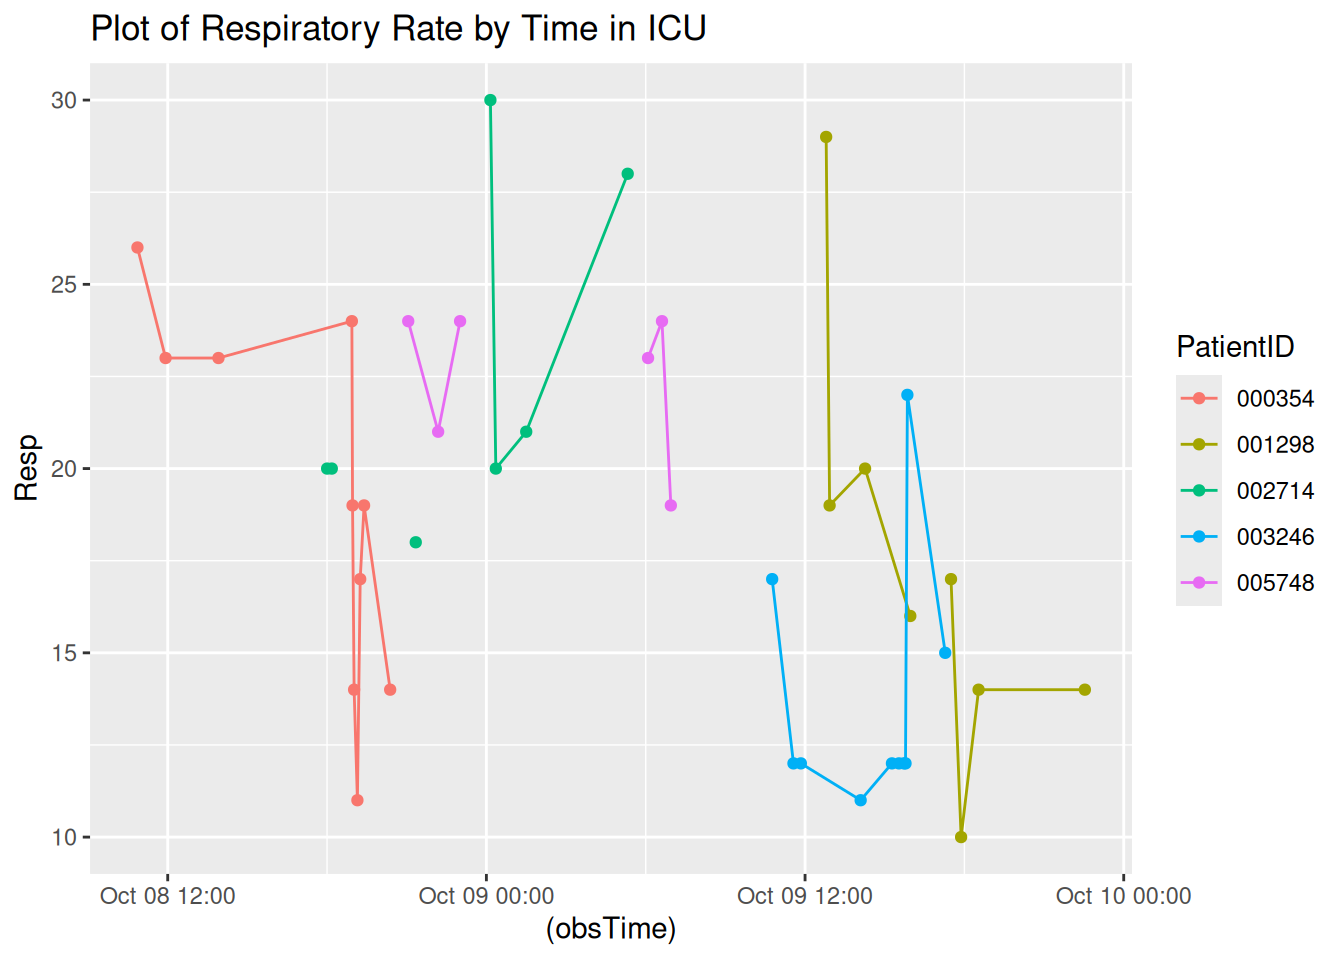 Plot of Respiratory Rate by Time in ICU
30
25
20
15
10
Resp
Oct 08 12:00
Oct 09 00:00
Oct 09 12:00
Oct 10 00:00
(obsTime)
PatientID
000354
001298
002714
003246
005748